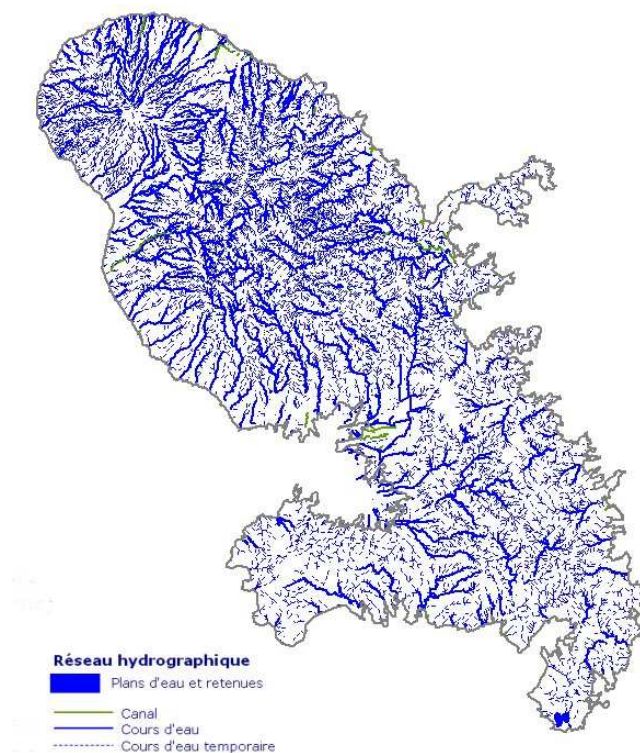 Réseau hydrographique
Plans d'eau et retenues
Canal
Cours d'eau
Cours d'eau temporaire